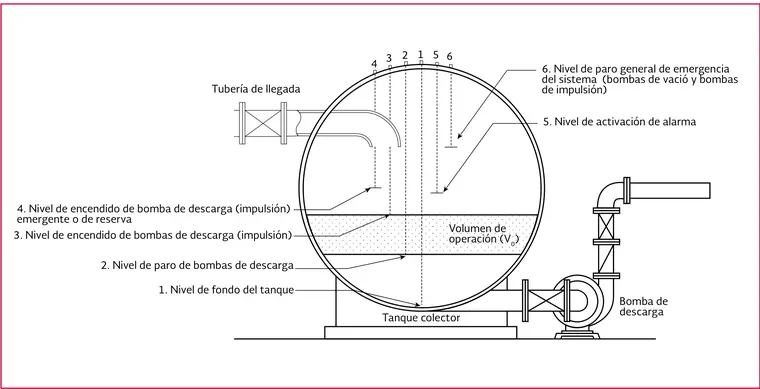 4 3 2 1 5 6
6. Nivel de paro general de emergencia
del sistema (bombas de vació y bombas
de impulsión)
Tubería de llegada
5. Nivel de activación de alarma
4. Nivel de encendido de bomba de descarga (impulsión)
emergente o de reserva
3. Nivel de encendido de bombas de descarga (impulsión)
Volumen de
operación (V₀)
2. Nivel de paro de bombas de descarga
1. Nivel de fondo del tanque
Bomba de
descarga
Tanque colector